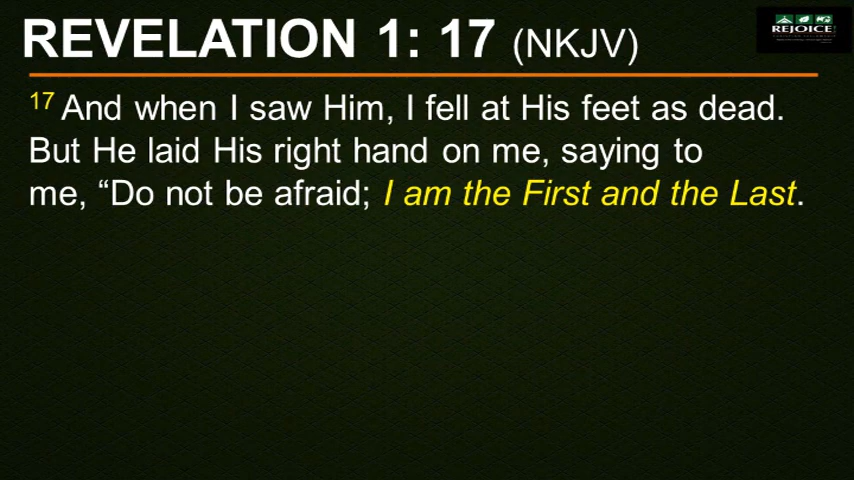 REVELATION 1: 17 (NKJV)
REJOICE
17 And when I saw Him, I fell at His feet as dead.
But He laid His right hand on me, saying to
me, “Do not be afraid; I am the First and the Last.